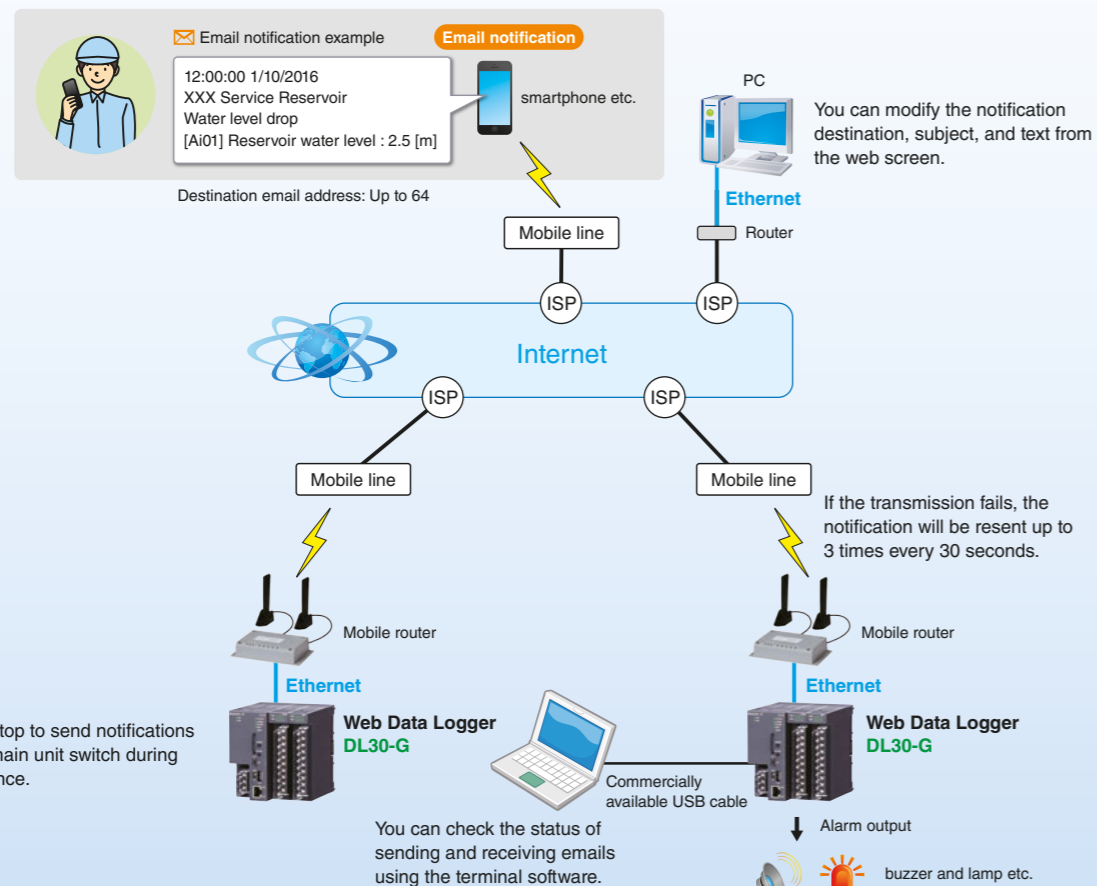 Email notification example
Email notification
12:00:00 1/10/2016
XXX Service Reservoir
Water level drop
[Ai01] Reservoir water level : 2.5 [m]
smartphone etc.
Destination email address: Up to 64
PC
You can modify the notification
destination, subject, and text from
the web screen.
Ethernet
Router
Mobile line
ISP
ISP
Internet
ISP
ISP
Mobile line
Mobile line
If the transmission fails, the
notification will be resent up to
3 times every 30 seconds.
Mobile router
Mobile router
Ethernet
Ethernet
top to send notifications
ain unit switch during
nce.
Web Data Logger
DL30-G
Web Data Logger
DL30-G
Commercially
available USB cable
You can check the status of
sending and receiving emails
using the terminal software.
Alarm output
buzzer and lamp etc.